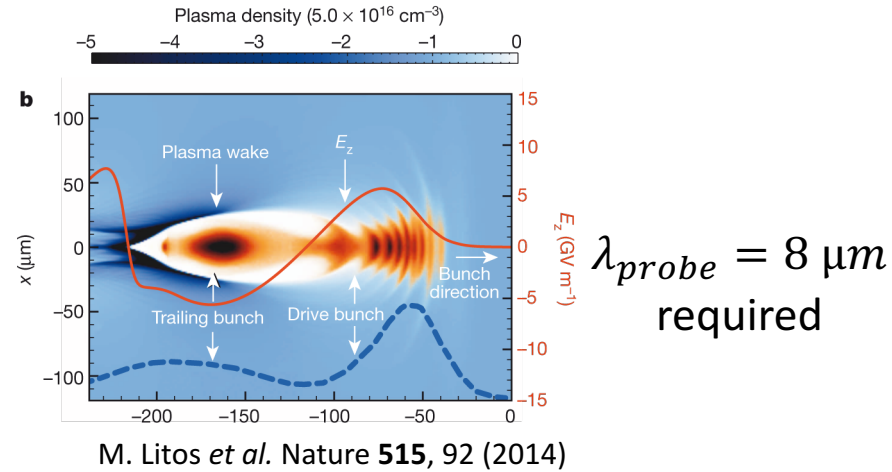 Plasma density (5.0 × 10¹⁶ cm⁻³)
−5 −4 −3 −2 −1 0
b
100
50
0
−50
−100
x (μm)
Plasma wake
E_z
Trailing bunch
Drive bunch
Bunch
direction
15
10
5
0
−5
−10
−15
E_z (GV m⁻¹)
−200 −150 −100 −50 0
λ_probe = 8 μm
required
M. Litos et al. Nature 515, 92 (2014)